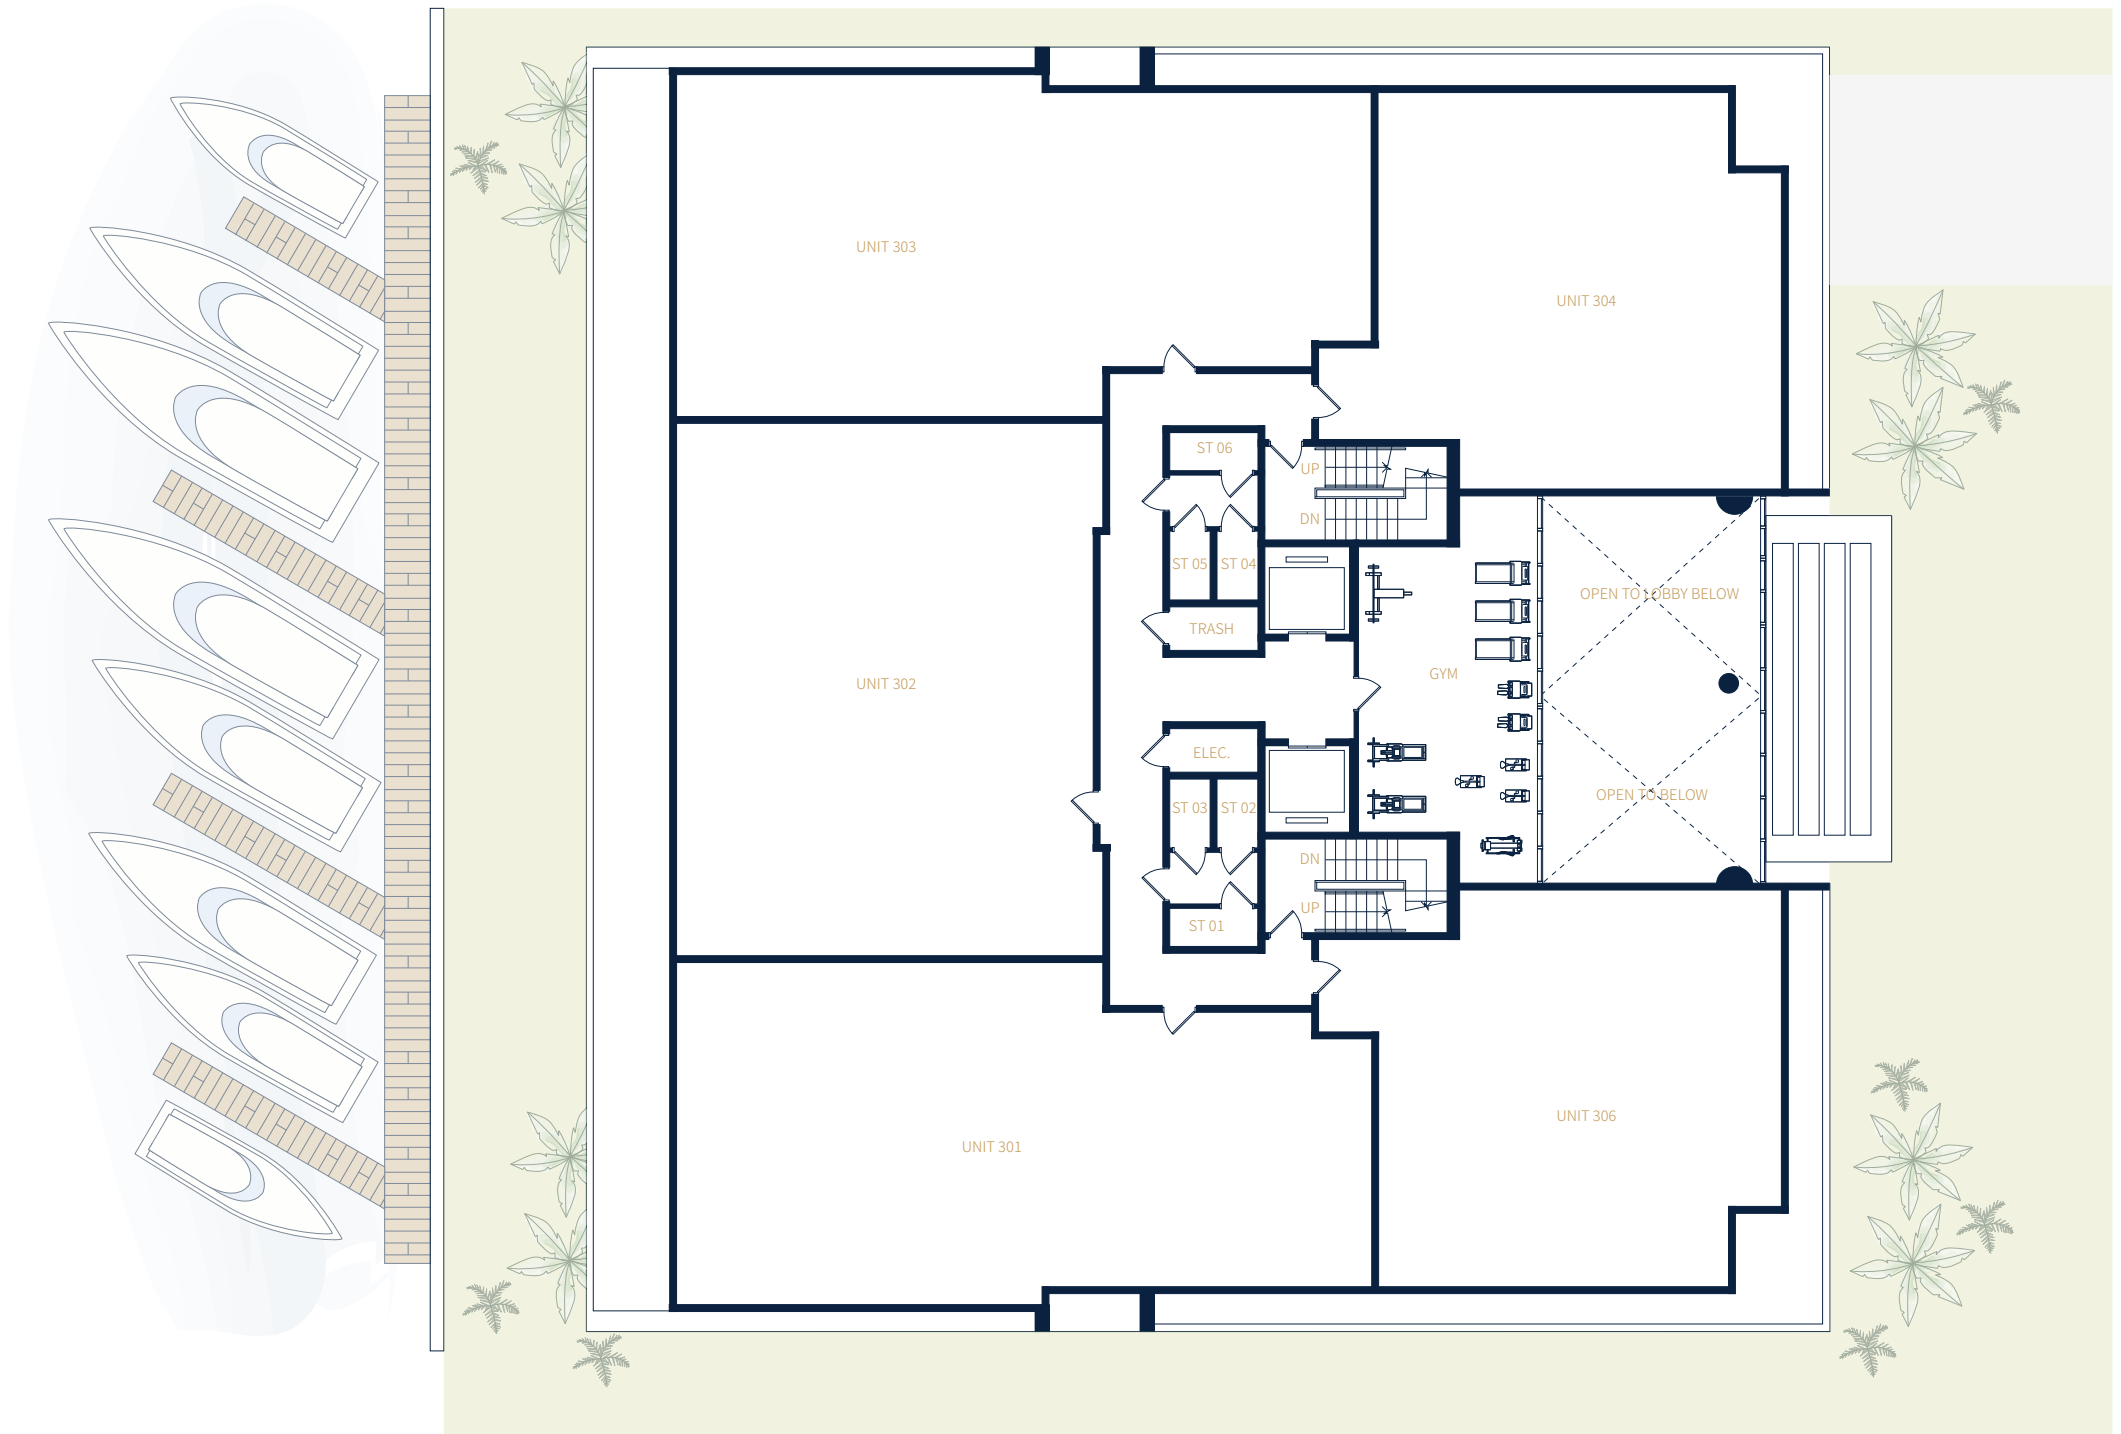 UNIT 303
UNIT 304
ST 06
UP
DN
ST 05
ST 04
OPEN TO LOBBY BELOW
TRASH
GYM
UNIT 302
ELEC.
OPEN TO BELOW
ST 03
ST 02
DN
UP
ST 01
UNIT 306
UNIT 301